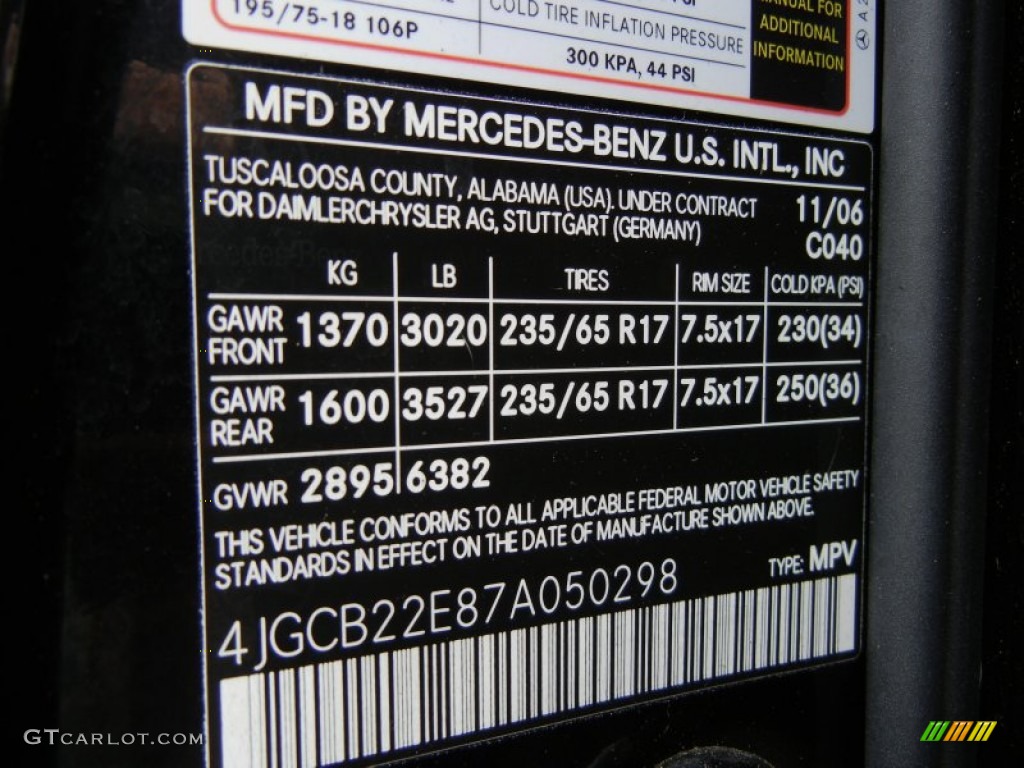 195/75-18 106P
COLD TIRE INFLATION PRESSURE
300 KPA, 44 PSI
MANUAL FOR
ADDITIONAL
INFORMATION
MFD BY MERCEDES-BENZ U.S. INTL., INC
TUSCALOOSA COUNTY, ALABAMA (USA). UNDER CONTRACT
FOR DAIMLERCHRYSLER AG, STUTTGART (GERMANY)
11/06
C040
KG LB TIRES RIM SIZE COLD KPA (PSI)
GAWR FRONT 1370 3020 235/65 R17 7.5x17 230(34)
GAWR REAR 1600 3527 235/65 R17 7.5x17 250(36)
GVWR 2895 6382
THIS VEHICLE CONFORMS TO ALL APPLICABLE FEDERAL MOTOR VEHICLE SAFETY
STANDARDS IN EFFECT ON THE DATE OF MANUFACTURE SHOWN ABOVE.
TYPE: MPV
4JGCB22E87A050298
GTCARLOT.COM